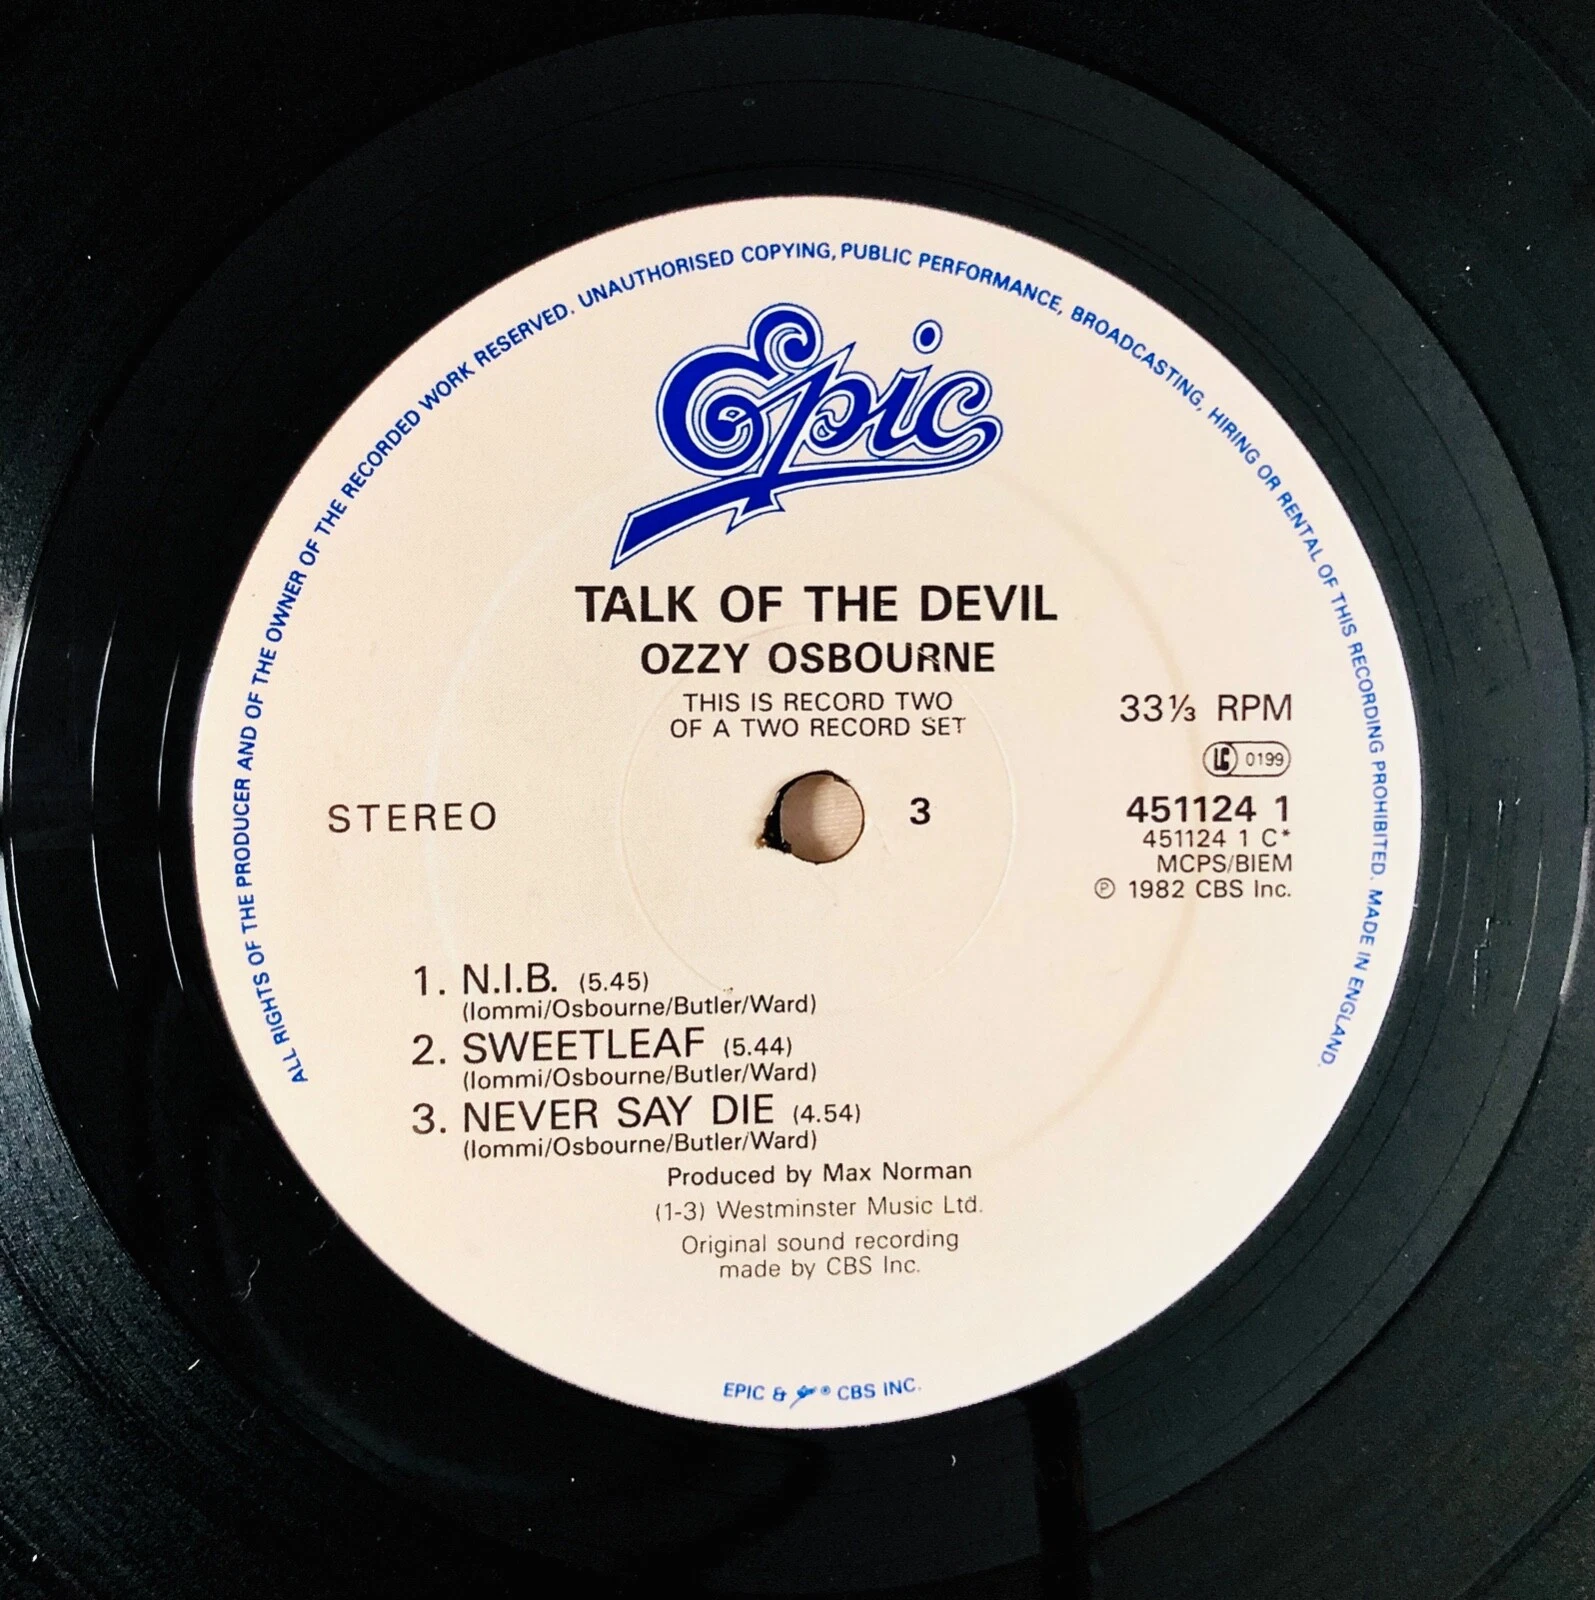 ALL RIGHTS OF THE PRODUCER AND OF THE OWNER OF THE RECORDED WORK RESERVED. UNAUTHORISED COPYING, PUBLIC PERFORMANCE, BROADCASTING, HIRING OR RENTAL OF THIS RECORDING PROHIBITED. MADE IN ENGLAND.
Epic
TALK OF THE DEVIL
OZZY OSBOURNE
THIS IS RECORD TWO
OF A TWO RECORD SET
33⅓ RPM
LC 0199
STEREO
3
451124 1
451124 1 C*
MCPS/BIEM
℗ 1982 CBS Inc.
1. N.I.B. (5.45)
(Iommi/Osbourne/Butler/Ward)
2. SWEETLEAF (5.44)
(Iommi/Osbourne/Butler/Ward)
3. NEVER SAY DIE (4.54)
(Iommi/Osbourne/Butler/Ward)
Produced by Max Norman
(1-3) Westminster Music Ltd.
Original sound recording
made by CBS Inc.
EPIC & ® CBS INC.